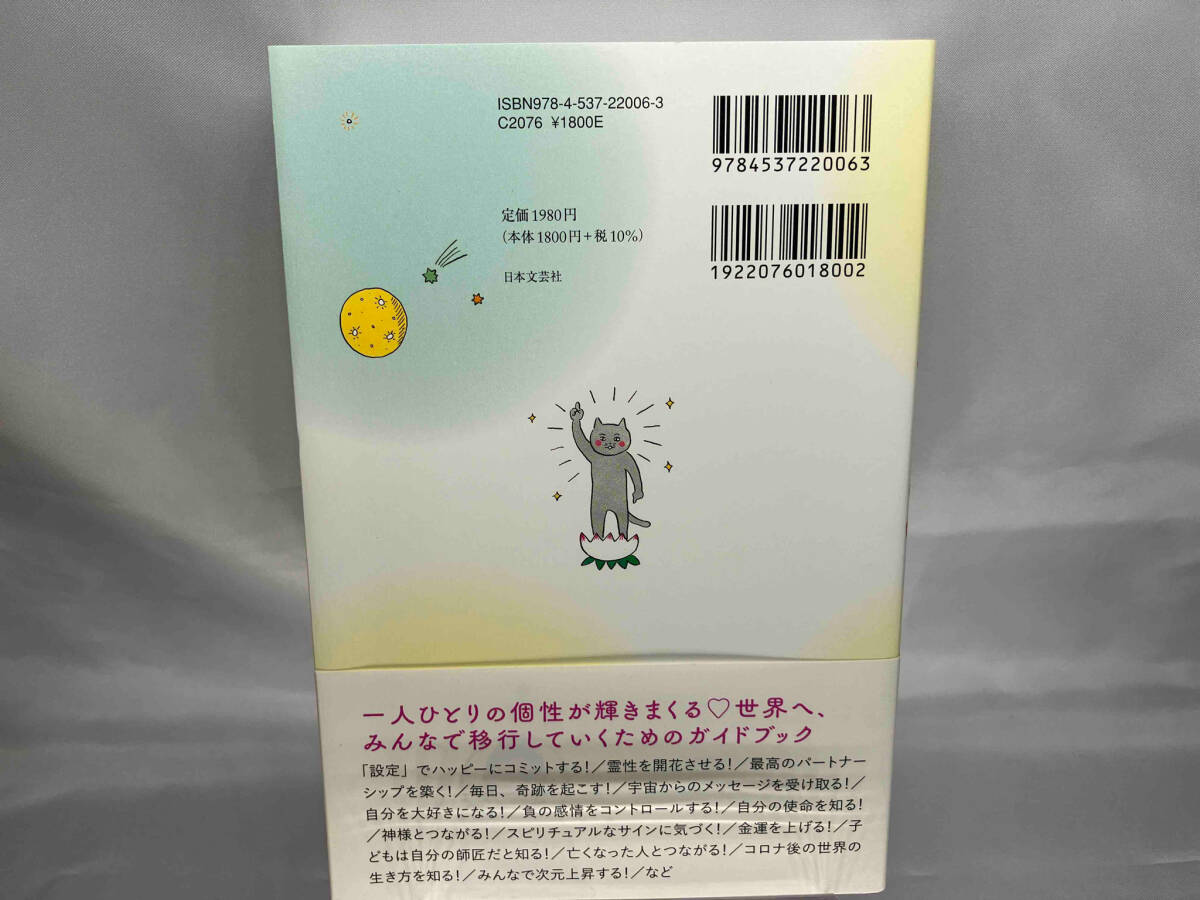 ISBN978-4-537-22006-3
C2076 ¥1800E
9784537220063
定価1980円
(本体1800円+税10%)
1922076018002
日本文芸社
一人ひとりの個性が輝きまくる♡世界へ、
みんなで移行していくためのガイドブック
「設定」でハッピーにコミットする!/霊性を開花させる!/最高のパートナー
シップを築く!/毎日、奇跡を起こす!/宇宙からのメッセージを受け取る!/
自分を大好きになる!/負の感情をコントロールする!/自分の使命を知る!
/神様とつながる!/スピリチュアルなサインに気づく!/金運を上げる!/子
どもは自分の師匠だと知る!/亡くなった人とつながる!/コロナ後の世界の
生き方を知る!/みんなで次元上昇する!/など